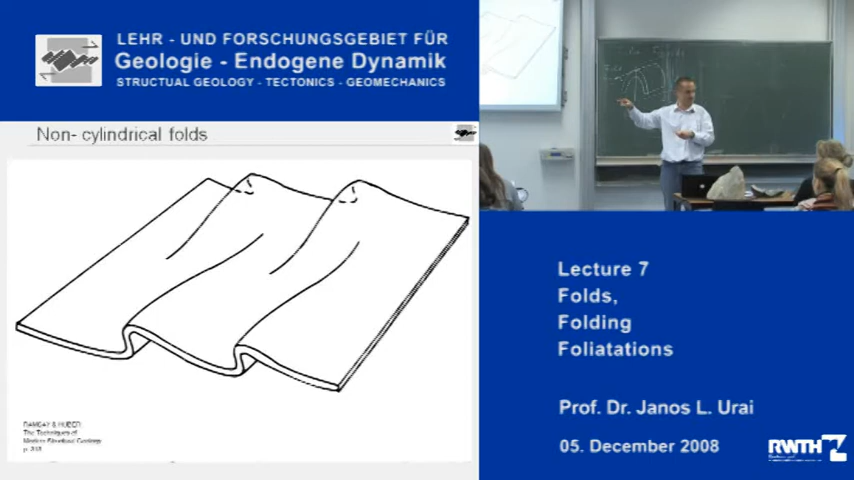 LEHR - UND FORSCHUNGSGEBIET FÜR
Geologie - Endogene Dynamik
STRUCTUAL GEOLOGY - TECTONICS - GEOMECHANICS
Non- cylindrical folds
RAMSAY & HUBER
The Techniques of
Modern Structural Geology
Lecture 7
Folds,
Folding
Foliatations
Prof. Dr. Janos L. Urai
05. December 2008
RWTH